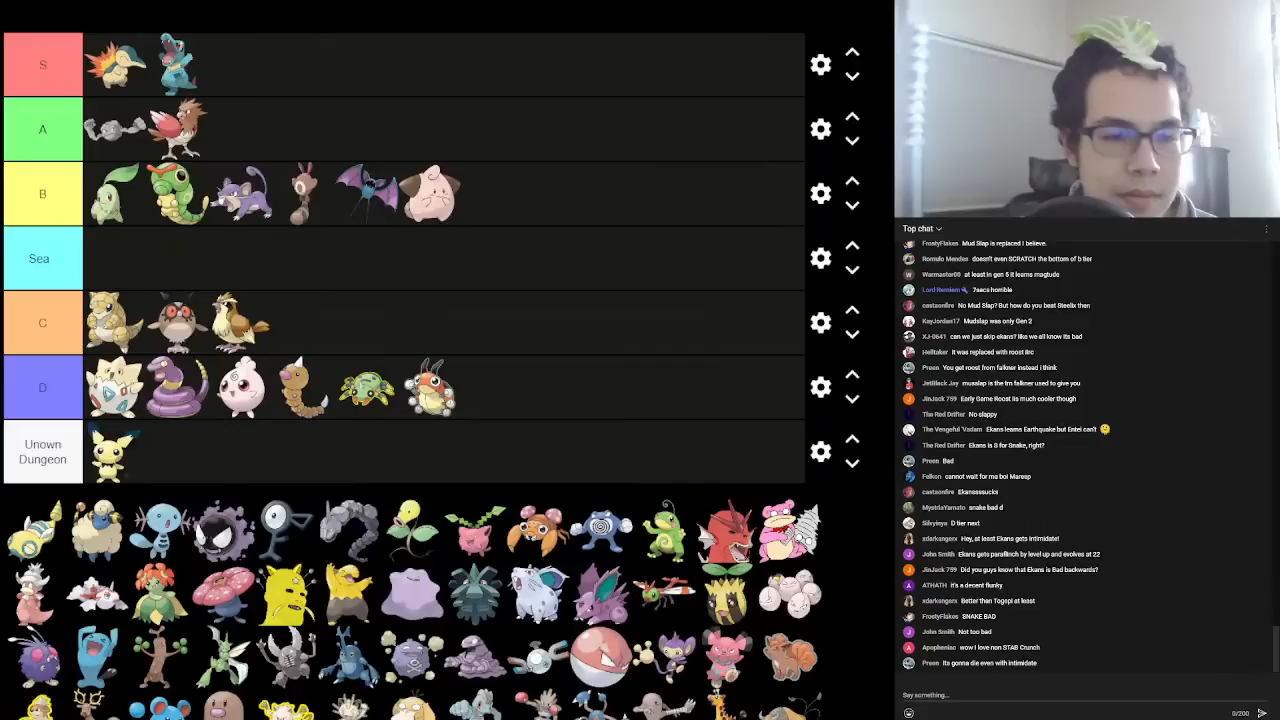 S
A
B
Sea
C
D
Unown
Dungeon
Top chat
FrostyFlakes Mud Slap is replaced I believe.
Romulo Mendes doesn't even SCRATCH the bottom of b tier
W
Warmaster00 at least in gen 5 it learns magtude
Lord Remiem 7secs horrible
castaonfire No Mud Slap? But how do you beat Steelix then
KayJordan17 Mudslap was only Gen 2
XJ-0641 can we just skip ekans? like we all know its bad
Helltaker It was replaced with roost iirc
Preen You get roost from falkner instead i think
JetBlack Jay musslap is the tm falkner used to give you
JinJack 759 Early Game Roost iis much cooler though
The Red Drifter No slappy
The Vengeful 'Vadam Ekans learns Earthquake but Entei can't
The Red Drifter Ekans is S for Snake, right?
Preen Bad
Falkon cannot wait for ma boi Mareep
castaonfire Ekanssssucks
MystriaYamato snake bad d
Silvyinya D tier next
xdarkangerx Hey, at least Ekans gets Intimidate!
J
John Smith Ekans gets paraflinch by level up and evolves at 22
J
JinJack 759 Did you guys know that Ekans is Bad backwards?
A
ATHATH it's a decent flunky
xdarkangerx Better than Togepi at least
FrostyFlakes SNAKE BAD
J
John Smith Not too bad
A
Apopheniac wow I love non STAB Crunch
Preen Its gonna die even with intimidate
Say something...
0/200